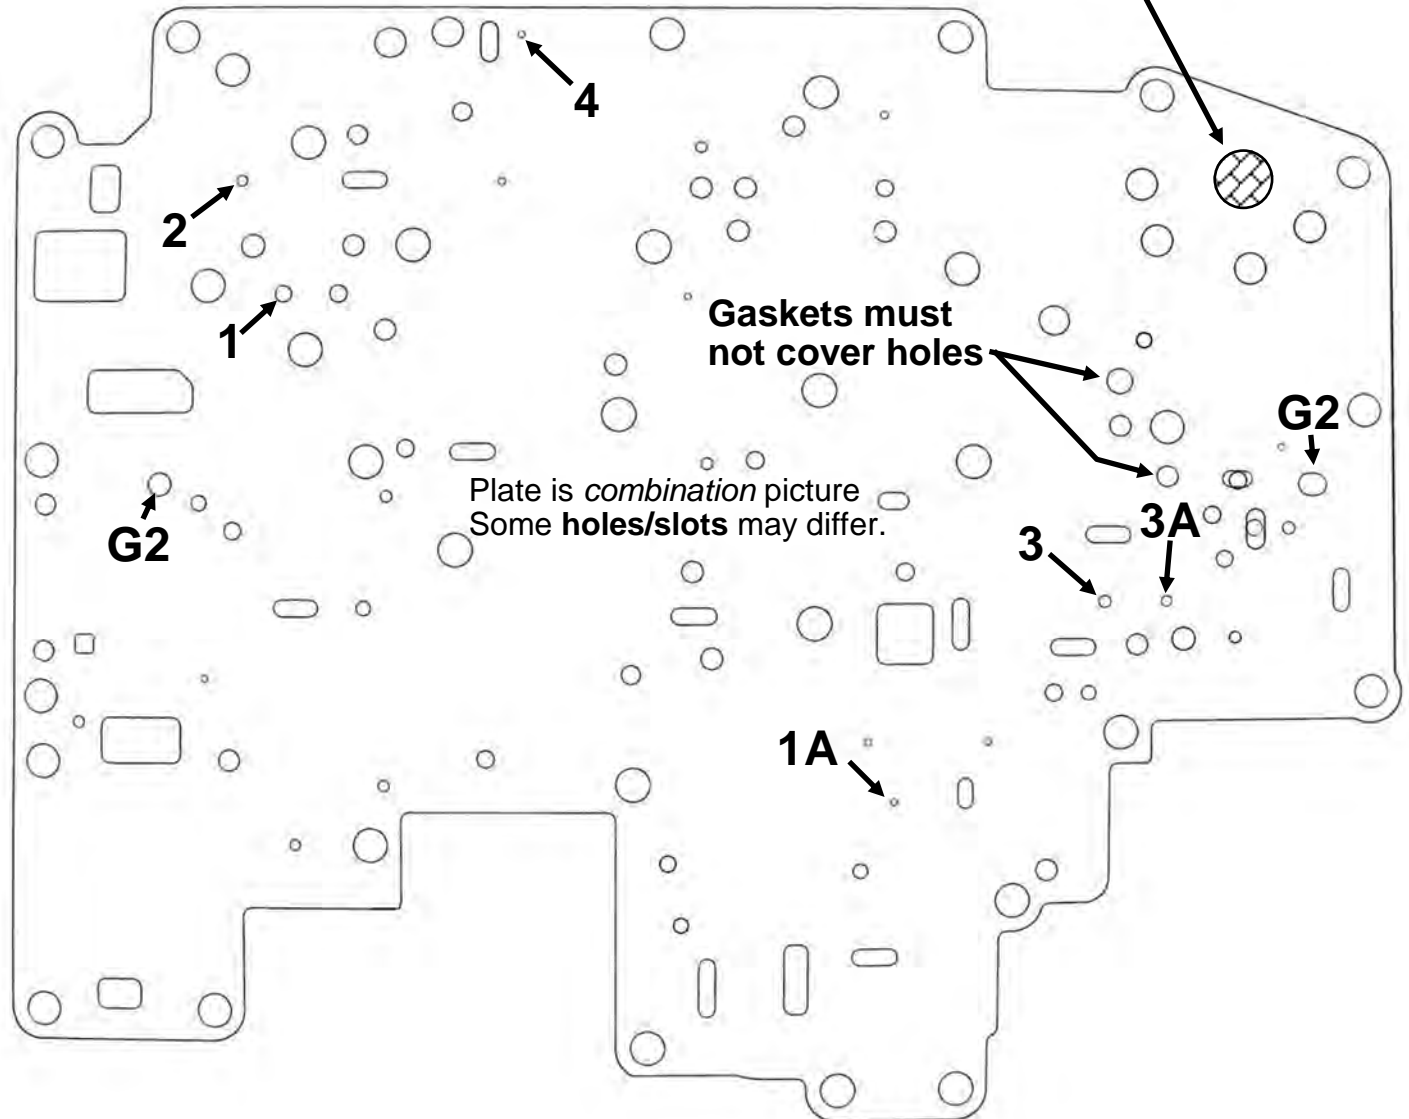 4
2
1
Gaskets must
not cover holes
G2
G2
Plate is combination picture
Some holes/slots may differ.
3
3A
1A